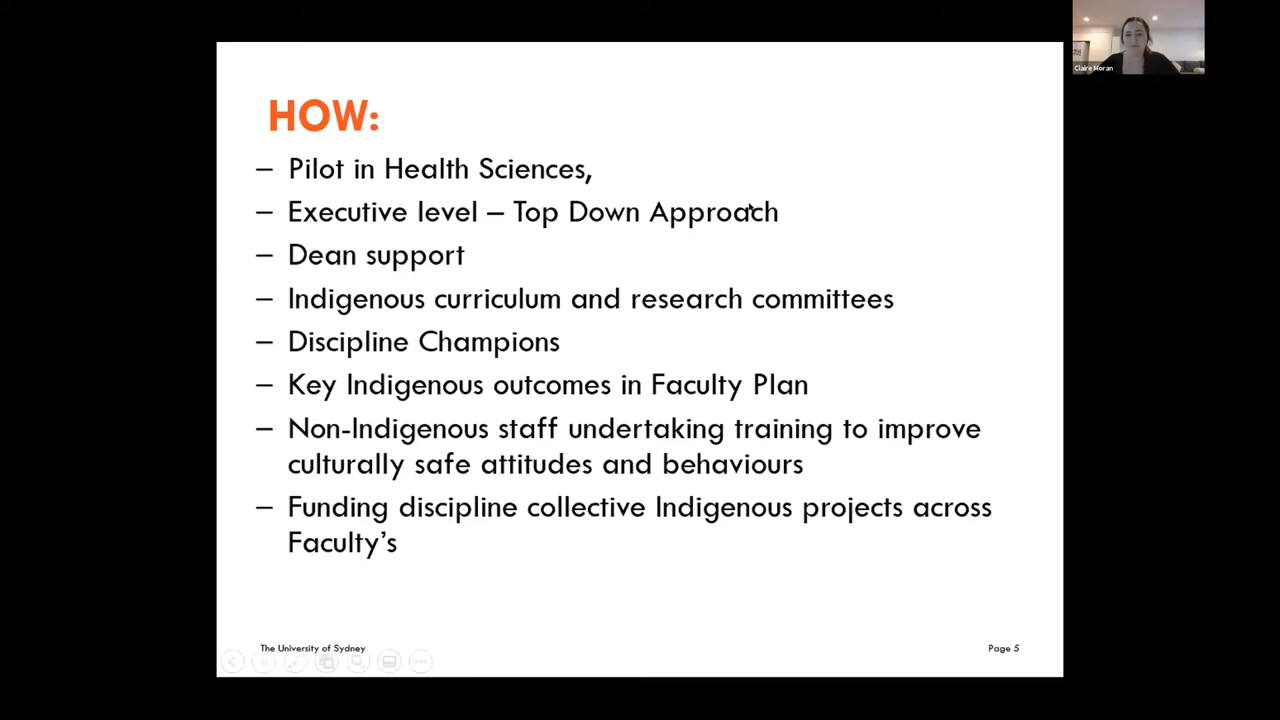 Claire Moran
HOW:
– Pilot in Health Sciences,
– Executive level – Top Down Approach
– Dean support
– Indigenous curriculum and research committees
– Discipline Champions
– Key Indigenous outcomes in Faculty Plan
– Non-Indigenous staff undertaking training to improve
culturally safe attitudes and behaviours
– Funding discipline collective Indigenous projects across
Faculty’s
The University of Sydney
Page 5